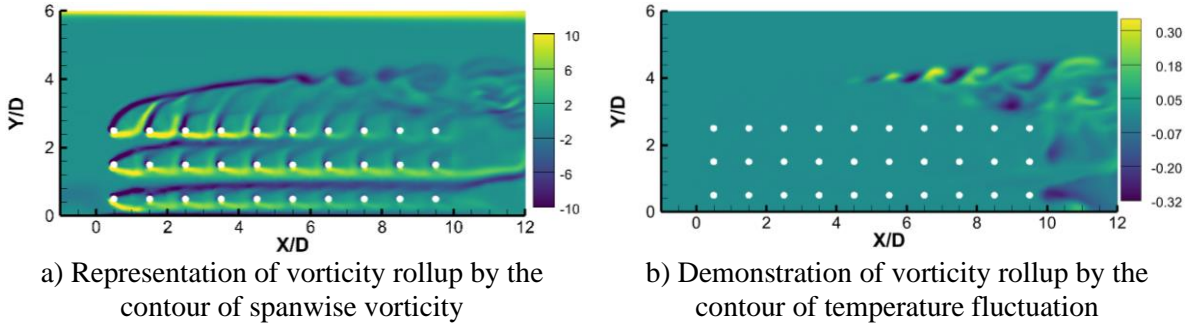 6
4
2
0
Y/D
0 2 4 6 8 10 12
X/D
10
6
2
-2
-6
-10
6
4
2
0
Y/D
0 2 4 6 8 10 12
X/D
0.30
0.18
0.05
-0.07
-0.20
-0.32
a) Representation of vorticity rollup by the
contour of spanwise vorticity
b) Demonstration of vorticity rollup by the
contour of temperature fluctuation